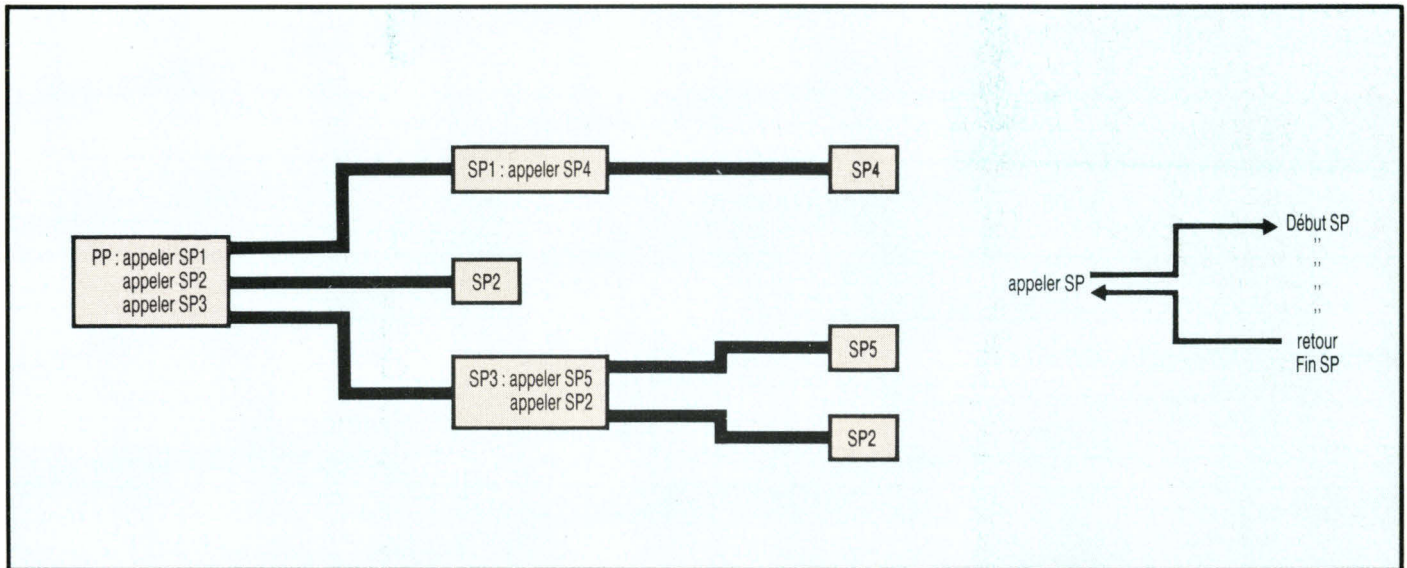 SP1 : appeler SP4
SP4
PP : appeler SP1
appeler SP2
appeler SP3
SP2
SP3 : appeler SP5
appeler SP2
SP5
SP2
appeler SP
Début SP
"
"
"
"
retour
Fin SP